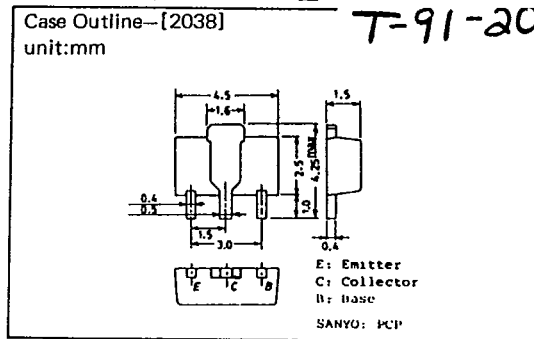 Case Outline—[2038]
T-91-20
unit:mm
4.5
1.6
1.5
2.5
4.25max
1.0
0.4
0.5
1.5
3.0
0.4
E C B
E: Emitter
C: Collector
B: Base
SANYO: PCP